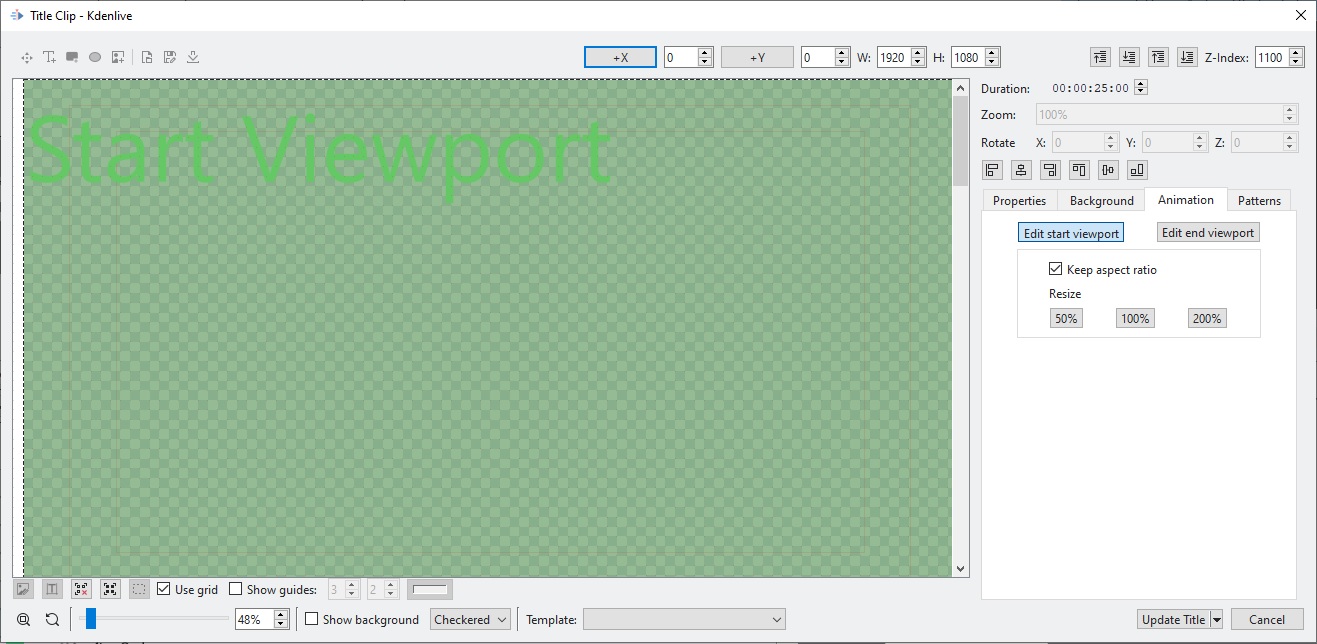 Title Clip - Kdenlive
+X 0 +Y 0 W: 1920 H: 1080 Z-Index: 1100
Duration: 00:00:25:00
Zoom: 100%
Rotate X: 0 Y: 0 Z: 0
Properties Background Animation Patterns
Edit start viewport Edit end viewport
Keep aspect ratio
Resize
50% 100% 200%
Start Viewport
Use grid Show guides: 3 2
48% Show background Checkered Template: Update Title Cancel